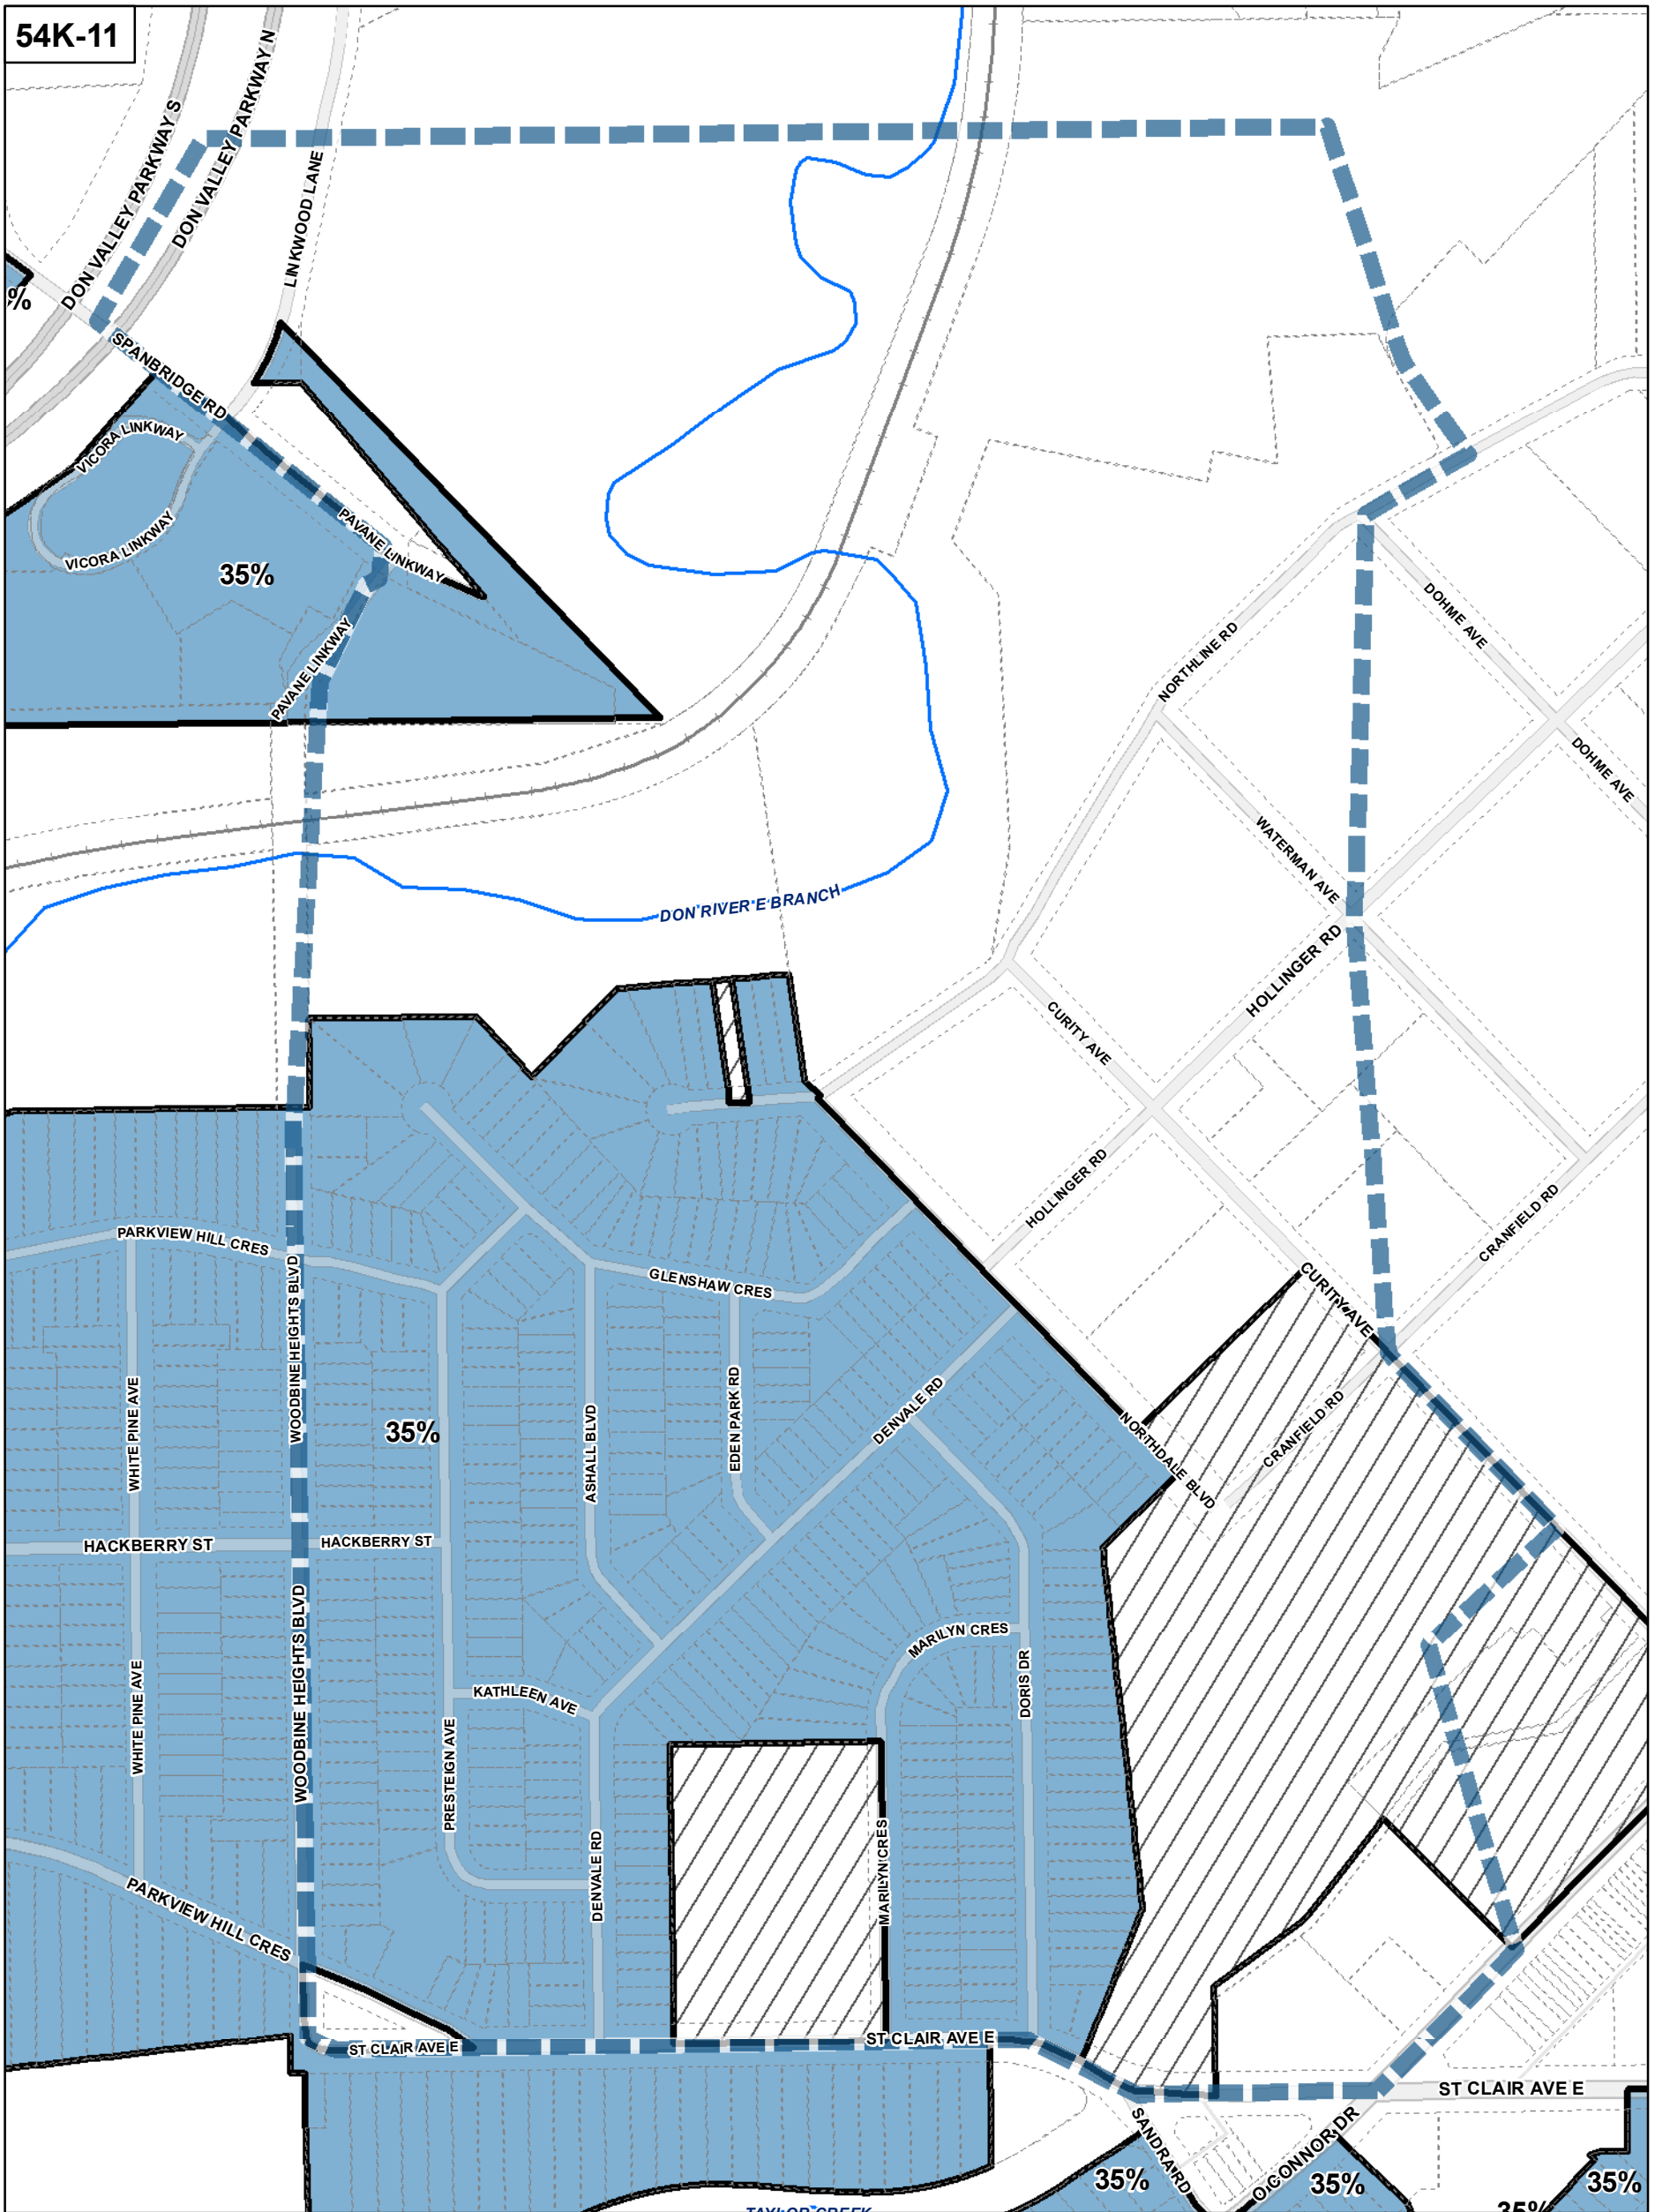 54K-11
DON VALLEY PARKWAY S
DON VALLEY PARKWAY N
LINKWOOD LANE
%
SPANBRIDGE RD
VICORA LINKWAY
VICORA LINKWAY
PAVANE LINKWAY
35%
PAVANE LINKWAY
DOHME AVE
NORTHLINE RD
DOHME AVE
WATERMAN AVE
DON RIVER E BRANCH
HOLLINGER RD
CURITY AVE
HOLLINGER RD
CRANFIELD RD
PARKVIEW HILL CRES
GLENSHAW CRES
CURITY AVE
WOODBINE HEIGHTS BLVD
WHITE PINE AVE
35%
ASHALL BLVD
EDEN PARK RD
DENVALE RD
NORTHDALE BLVD
CRANFIELD RD
HACKBERRY ST
HACKBERRY ST
WOODBINE HEIGHTS BLVD
MARILYN CRES
DORIS DR
WHITE PINE AVE
KATHLEEN AVE
PRESTEIGN AVE
DENVALE RD
MARILYN CRES
PARKVIEW HILL CRES
ST CLAIR AVE E
ST CLAIR AVE E
ST CLAIR AVE E
SANDRA RD
O CONNOR DR
35%
35%
35%
35%
TAYLOR CREEK